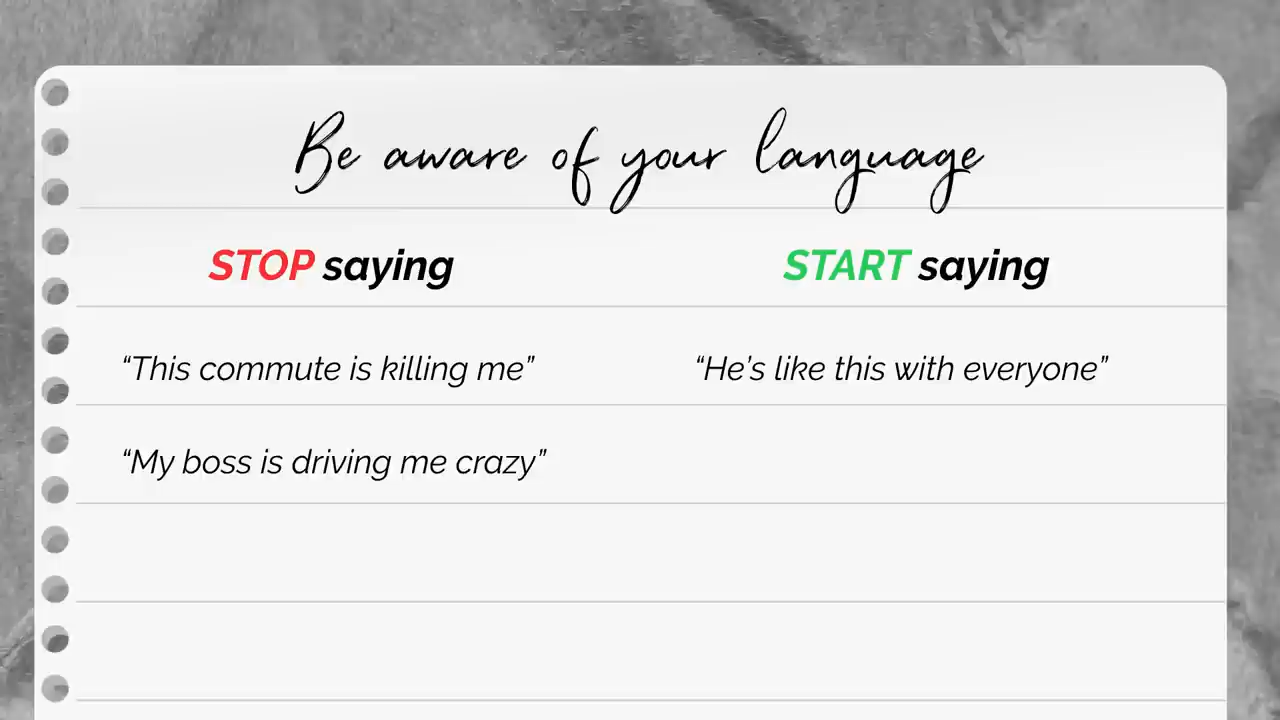 Be aware of your language
STOP saying
START saying
“This commute is killing me”
“He’s like this with everyone”
“My boss is driving me crazy”